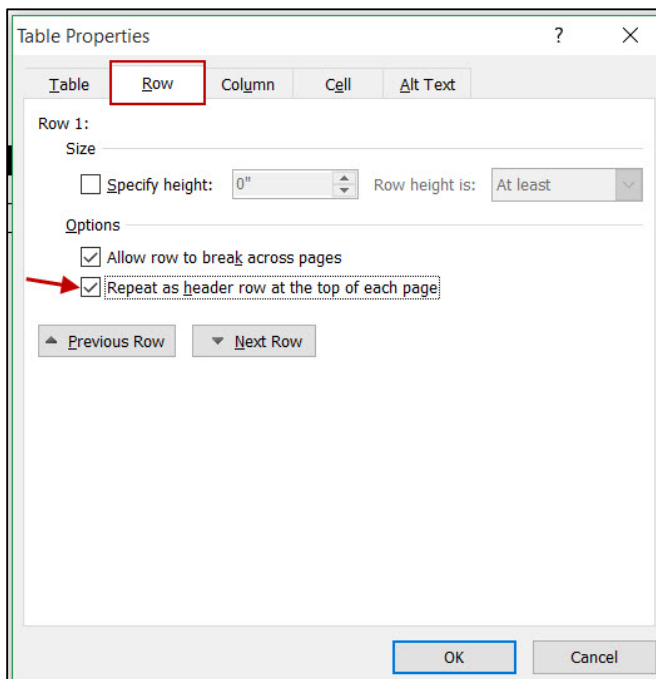 Table Properties ?
Table Row Column Cell Alt Text
Row 1:
Size
Specify height: 0" Row height is: At least
Options
Allow row to break across pages
Repeat as header row at the top of each page
Previous Row Next Row
OK Cancel